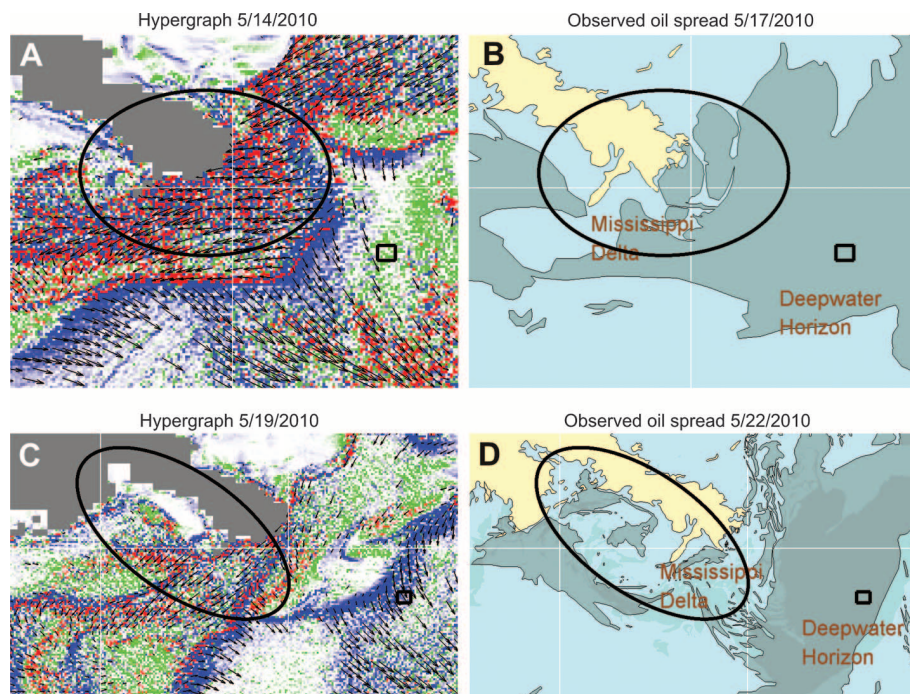 Hypergraph 5/14/2010
Observed oil spread 5/17/2010
A
B
Mississippi
Delta
Deepwater
Horizon
Hypergraph 5/19/2010
Observed oil spread 5/22/2010
C
D
Mississippi
Delta
Deepwater
Horizon